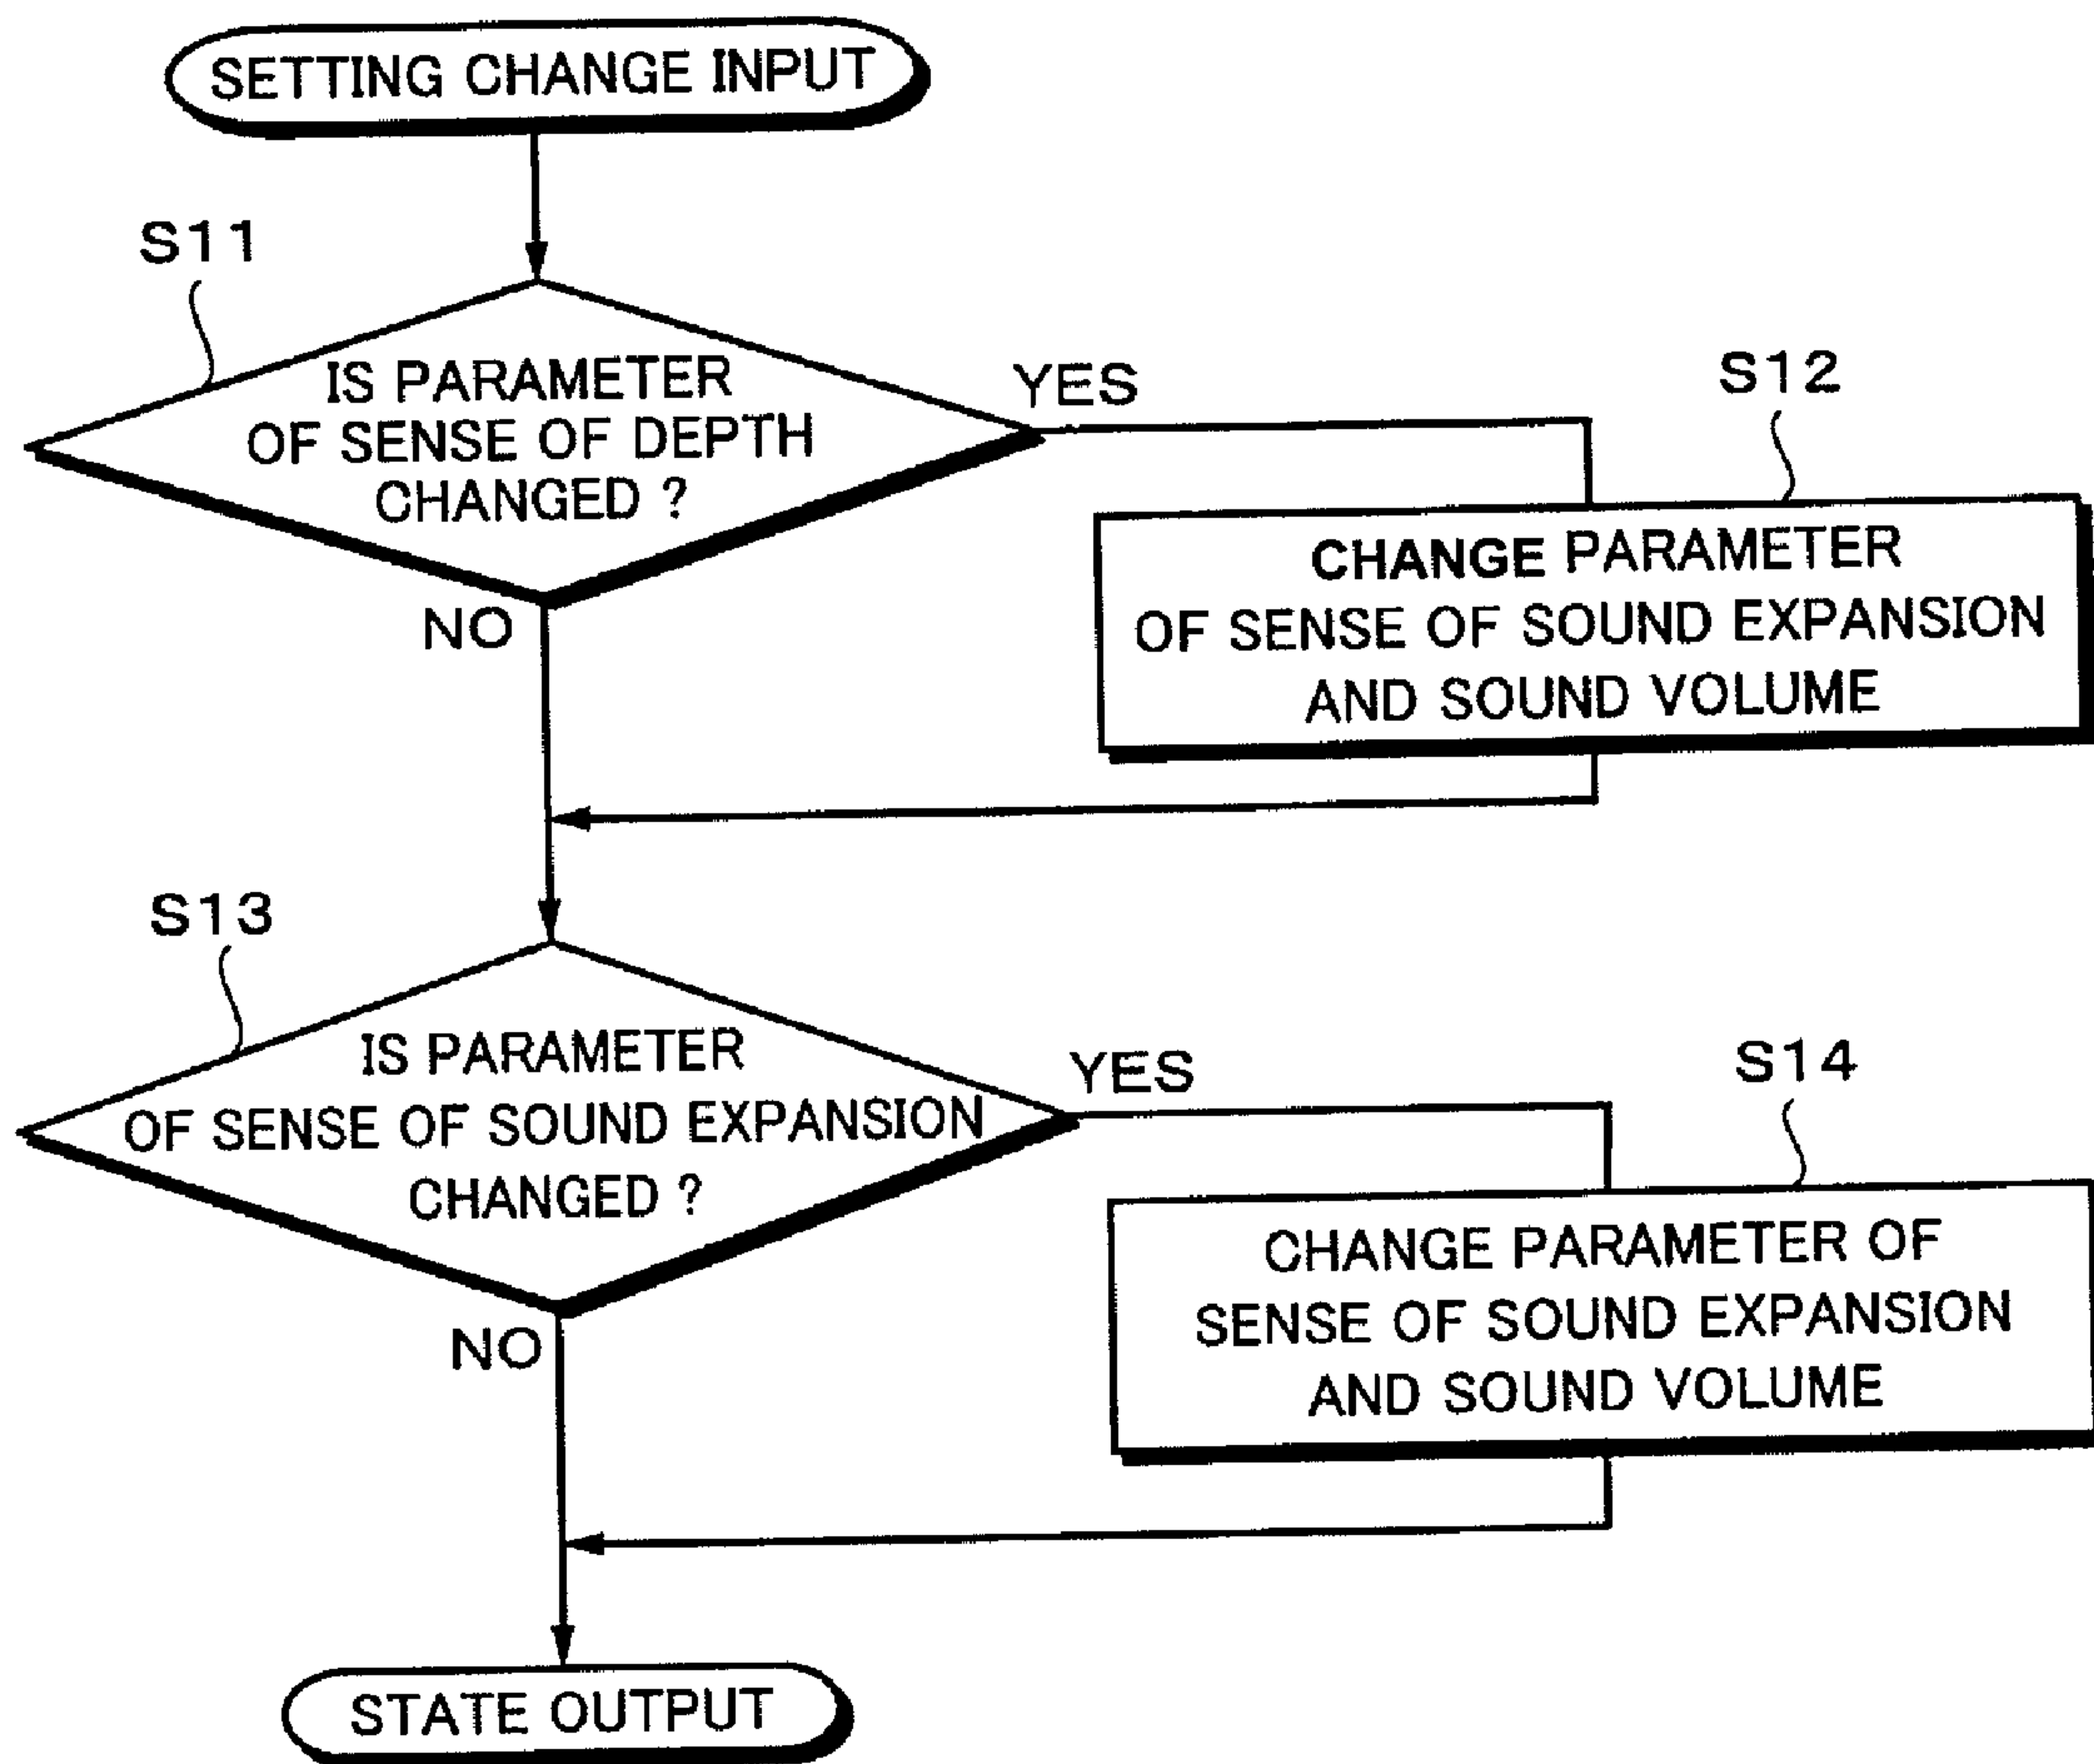 SETTING CHANGE INPUT
S11
IS PARAMETER
OF SENSE OF DEPTH
CHANGED ?
YES
NO
S12
CHANGE PARAMETER
OF SENSE OF SOUND EXPANSION
AND SOUND VOLUME
S13
IS PARAMETER
OF SENSE OF SOUND EXPANSION
CHANGED ?
YES
NO
S14
CHANGE PARAMETER OF
SENSE OF SOUND EXPANSION
AND SOUND VOLUME
STATE OUTPUT